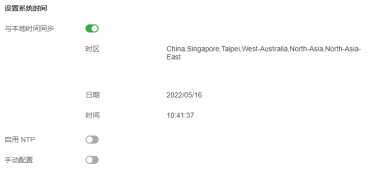 设置系统时间
与本地时间同步
时区 China,Singapore,Taipei,West-Australia,North-Asia,North-Asia-
East
日期 2022/05/16
时间 10:41:37
启用 NTP
手动配置